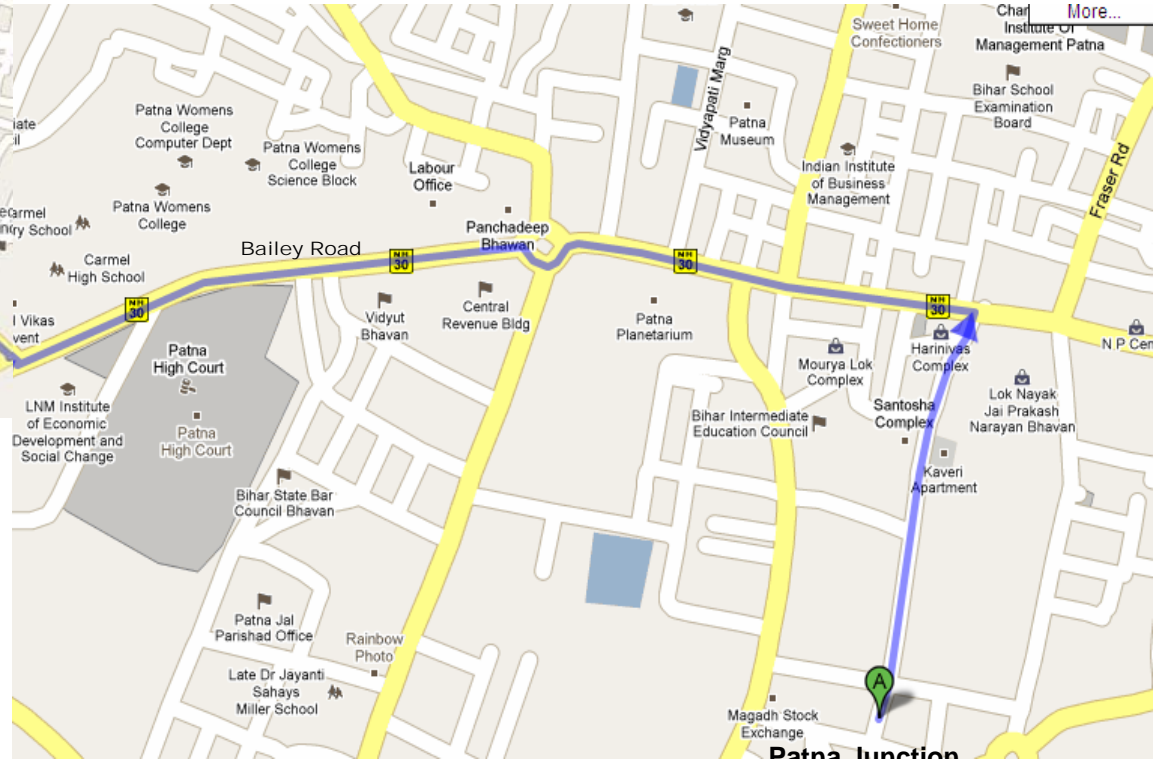 More...
Sweet Home
Confectioners
Institute Of
Management Patna
Bihar School
Examination
Board
Vidyapati Marg
Patna
Museum
Fraser Rd
Indian Institute
of Business
Management
Patna Womens
College
Computer Dept
Patna Womens
College
Science Block
Labour
Office
Patna Womens
College
Panchadeep
Bhawan
Bailey Road
Carmel
High School
NH
30
NH
30
NH
30
NH
30
Vidyut
Bhavan
Central
Revenue Bldg
Patna
Planetarium
Mourya Lok
Complex
Harinivas
Complex
N P Cen
Vikas
Patna
High Court
Patna
High Court
LNM Institute
of Economic
Development and
Social Change
Lok Nayak
Jai Prakash
Narayan Bhavan
Santosha
Complex
Bihar Intermediate
Education Council
Kaveri
Apartment
Bihar State Bar
Council Bhavan
Patna Jal
Parishad Office
Rainbow
Photo
Late Dr Jayanti
Sahays
Miller School
A
Magadh Stock
Exchange
Patna Junction